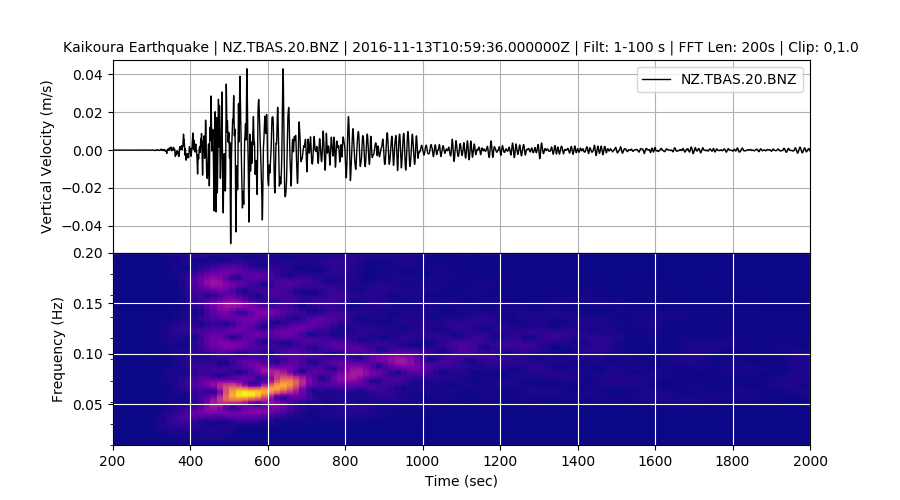 Kaikoura Earthquake | NZ.TBAS.20.BNZ | 2016-11-13T10:59:36.000000Z | Filt: 1-100 s | FFT Len: 200s | Clip: 0,1.0
NZ.TBAS.20.BNZ
Vertical Velocity (m/s)
0.04
0.02
0.00
−0.02
−0.04
Frequency (Hz)
0.20
0.15
0.10
0.05
200 400 600 800 1000 1200 1400 1600 1800 2000
Time (sec)